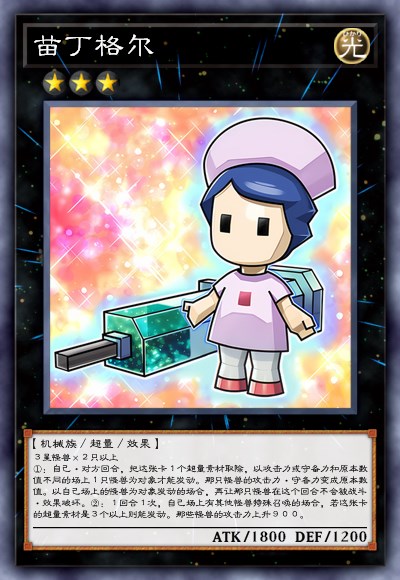 苗丁格尔
ひかり
光
【机械族／超量／效果】
３星怪兽×２只以上
①：自己·对方回合，把这张卡１个超量素材取除，以攻击力或守备力和原本数
值不同的场上１只怪兽为对象才能发动。那只怪兽的攻击力·守备力变成原本数
值。以自己场上的怪兽为对象发动的场合，再让那只怪兽在这个回合不会被战斗
·效果破坏。②：１回合１次，自己场上有其他怪兽特殊召唤的场合，若这张卡
的超量素材是３个以上则能发动。那些怪兽的攻击力上升９００。
ATK/1800 DEF/1200